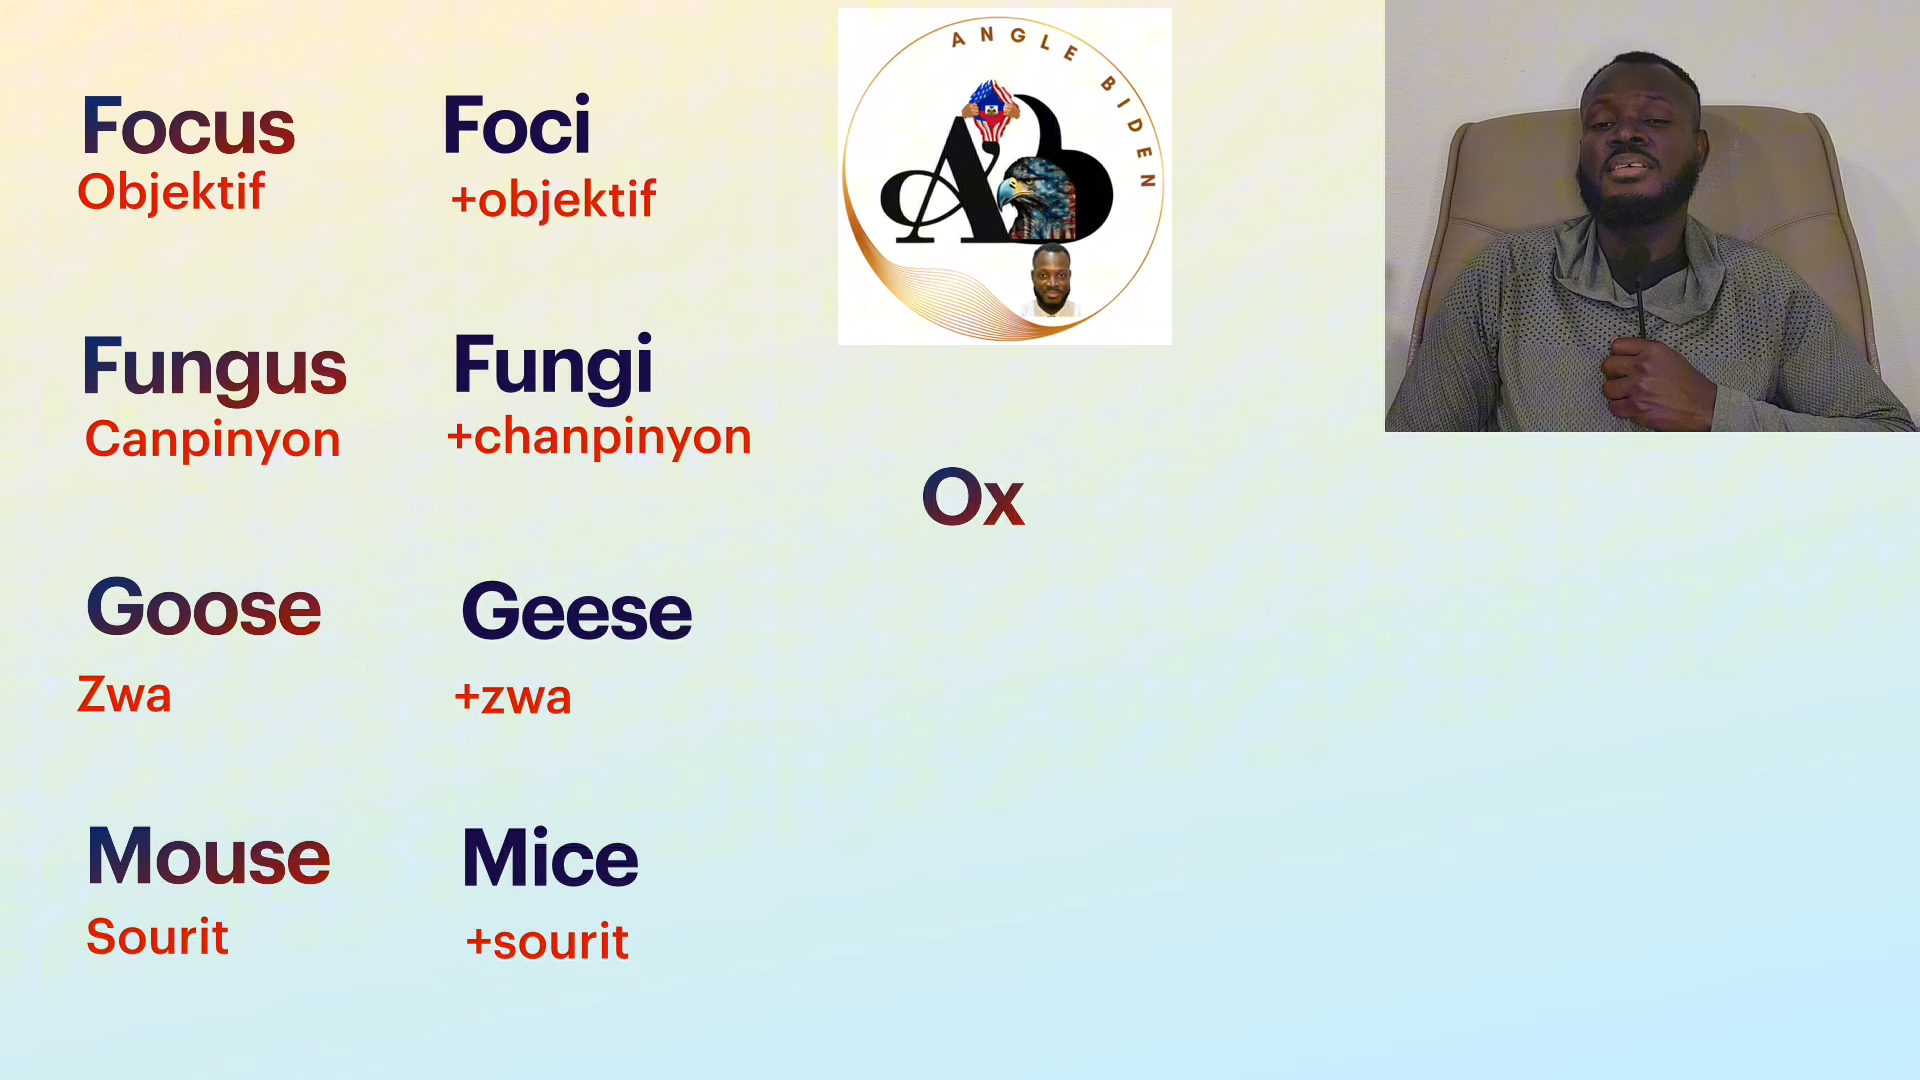 Focus Foci
Objektif +objektif
Fungus Fungi
Canpinyon +chanpinyon
Goose Geese
Zwa +zwa
Mouse Mice
Sourit +sourit
ANGLE BIDEN
AB
Ox